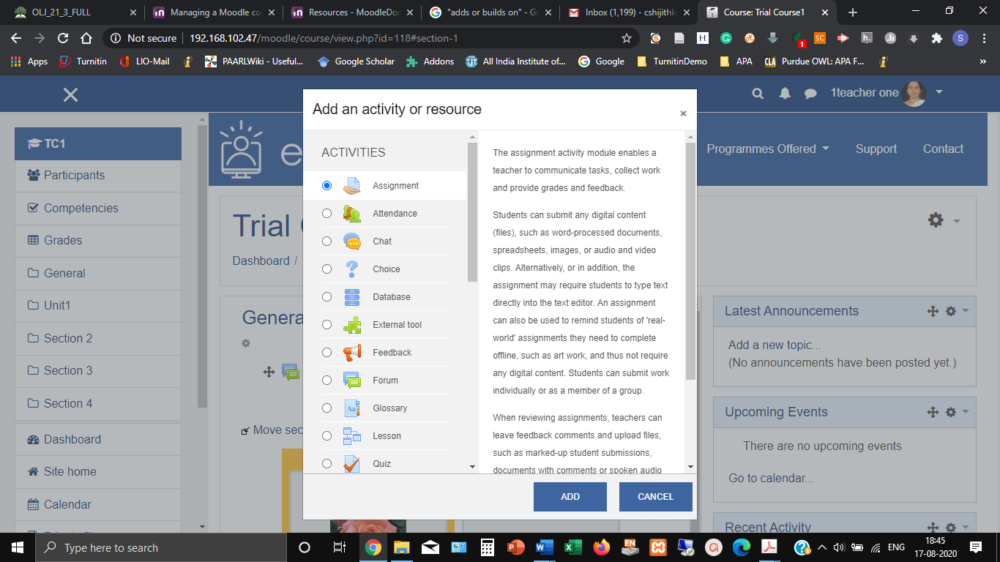 OLJ_21_3_FULL
Managing a Moodle co
Resources - MoodleDoc
"adds or builds on" - Go
Inbox (1,199) - cshijithk
Course: Trial Course1
Not secure
192.168.102.47/moodle/course/view.php?id=118#section-1
S
H
SC
1
h.
Apps
Turnitin
LIO-Mail
PAARLWiki - Useful...
Google Scholar
Addons
All India Institute of...
Google
TurnitinDemo
APA
CLA
Purdue OWL: APA F...
»
1teacher one
TC1
Participants
Competencies
Grades
General
Unit1
Section 2
Section 3
Section 4
Dashboard
Site home
Calendar
e
Programmes Offered
Support
Contact
Trial
Dashboard /
Genera
Move sec
Add an activity or resource
×
ACTIVITIES
Assignment
Attendance
Chat
Choice
Database
External tool
Feedback
Forum
Glossary
Lesson
Quiz
The assignment activity module enables a
teacher to communicate tasks, collect work
and provide grades and feedback.
Students can submit any digital content
(files), such as word-processed documents,
spreadsheets, images, or audio and video
clips. Alternatively, or in addition, the
assignment may require students to type text
directly into the text editor. An assignment
can also be used to remind students of 'real-
world' assignments they need to complete
offline, such as art work, and thus not require
any digital content. Students can submit work
individually or as a member of a group.
When reviewing assignments, teachers can
leave feedback comments and upload files,
such as marked-up student submissions,
documents with comments or spoken audio
ADD
CANCEL
Latest Announcements
Add a new topic...
(No announcements have been posted yet.)
Upcoming Events
There are no upcoming events
Go to calendar...
Recent Activity
Type here to search
ENG
18:45
17-08-2020